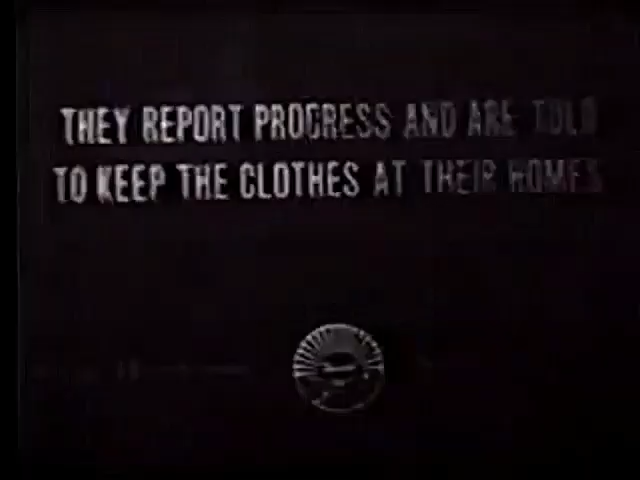 THEY REPORT PROGRESS AND ARE TOLD
TO KEEP THE CLOTHES AT THEIR HOMES